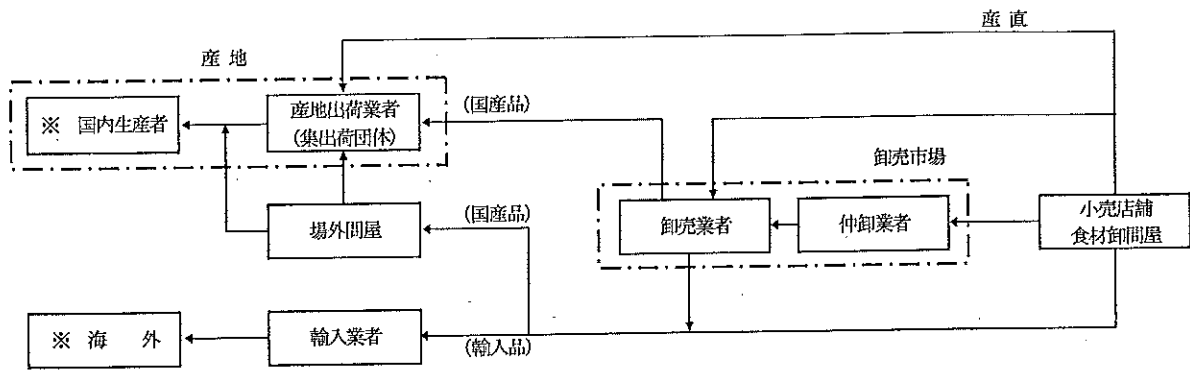 産直
産地
※ 国内生産者
産地出荷業者
(集出荷団体)
(国産品)
卸売市場
場外問屋
(国産品)
卸売業者
仲卸業者
小売店舗
食材卸問屋
※ 海 外
輸入業者
(輸入品)